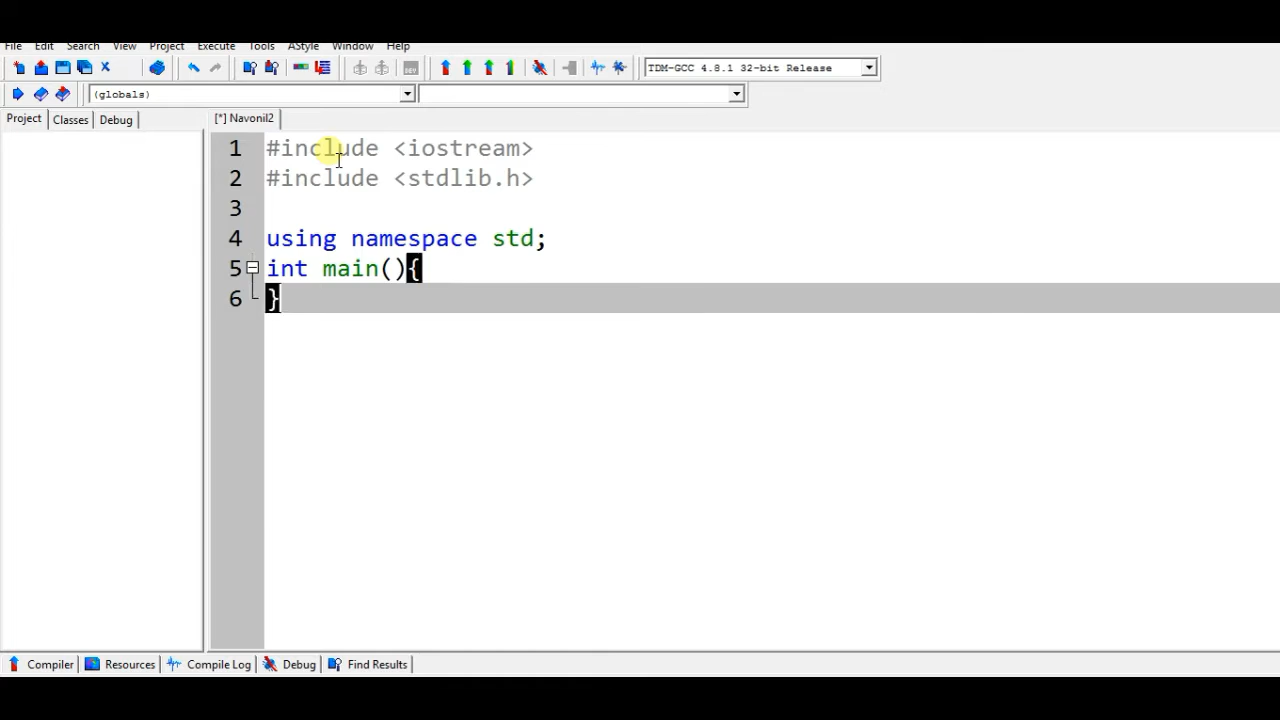 File Edit Search View Project Execute Tools AStyle Window Help
TDM-GCC 4.8.1 32-bit Release
(globals)
Project Classes Debug [*] Navonil2
1 #include <iostream>
2 #include <stdlib.h>
3
4 using namespace std;
5 int main(){
6 }
Compiler Resources Compile Log Debug Find Results